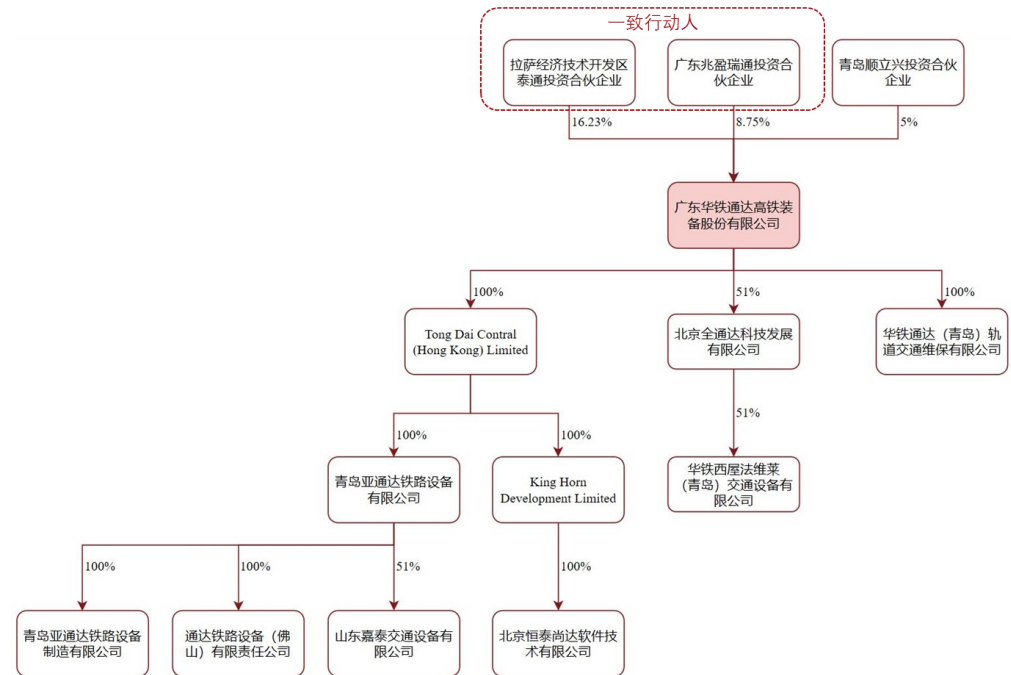 一致行动人
拉萨经济技术开发区
泰通投资合伙企业
广东兆盈瑞通投资合
伙企业
青岛顺立兴投资合伙
企业
16.23%
8.75%
5%
广东华铁通达高铁装
备股份有限公司
100%
51%
100%
Tong Dai Contral
(Hong Kong) Limited
北京全通达科技发展
有限公司
华铁通达（青岛）轨
道交通维保有限公司
51%
100%
100%
青岛亚通达铁路设备
有限公司
King Horn
Development Limited
华铁西屋法维莱
（青岛）交通设备有
限公司
100%
100%
51%
100%
青岛亚通达铁路设备
制造有限公司
通达铁路设备（佛
山）有限责任公司
山东嘉泰交通设备有
限公司
北京恒泰尚达软件技
术有限公司